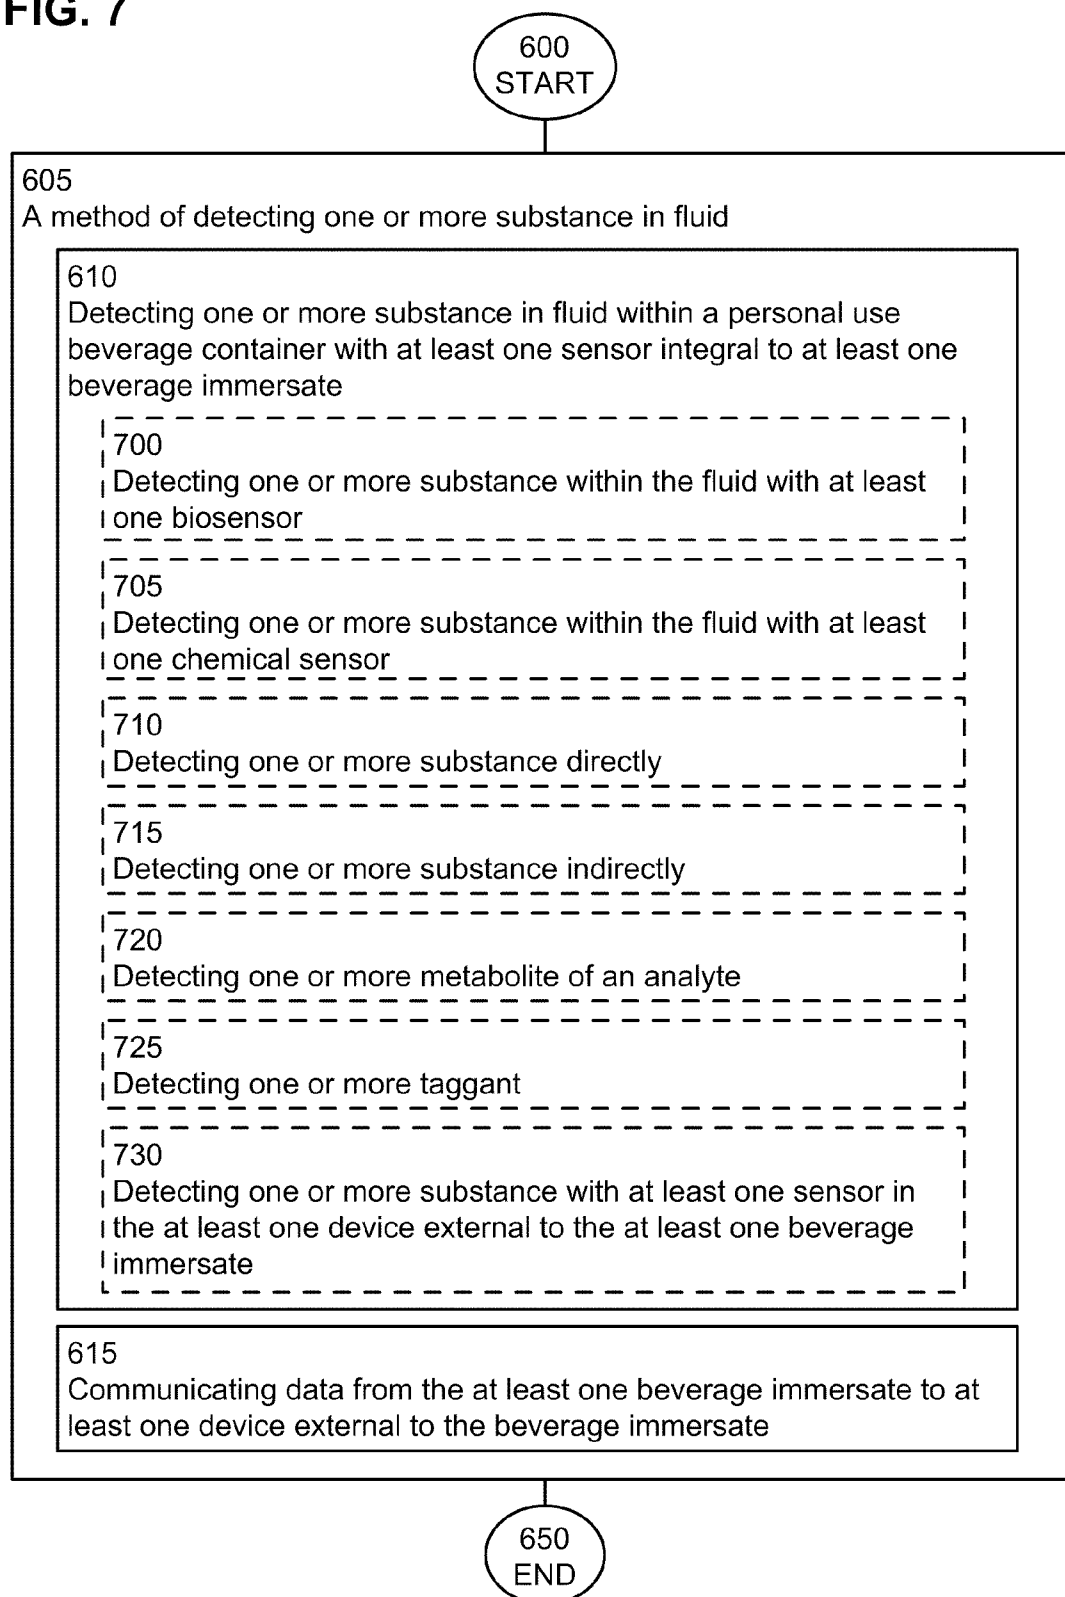 FIG. 7
600
START
605
A method of detecting one or more substance in fluid
610
Detecting one or more substance in fluid within a personal use
beverage container with at least one sensor integral to at least one
beverage immersate
700
Detecting one or more substance within the fluid with at least
one biosensor
705
Detecting one or more substance within the fluid with at least
one chemical sensor
710
Detecting one or more substance directly
715
Detecting one or more substance indirectly
720
Detecting one or more metabolite of an analyte
725
Detecting one or more taggant
730
Detecting one or more substance with at least one sensor in
the at least one device external to the at least one beverage
immersate
615
Communicating data from the at least one beverage immersate to at
least one device external to the beverage immersate
650
END